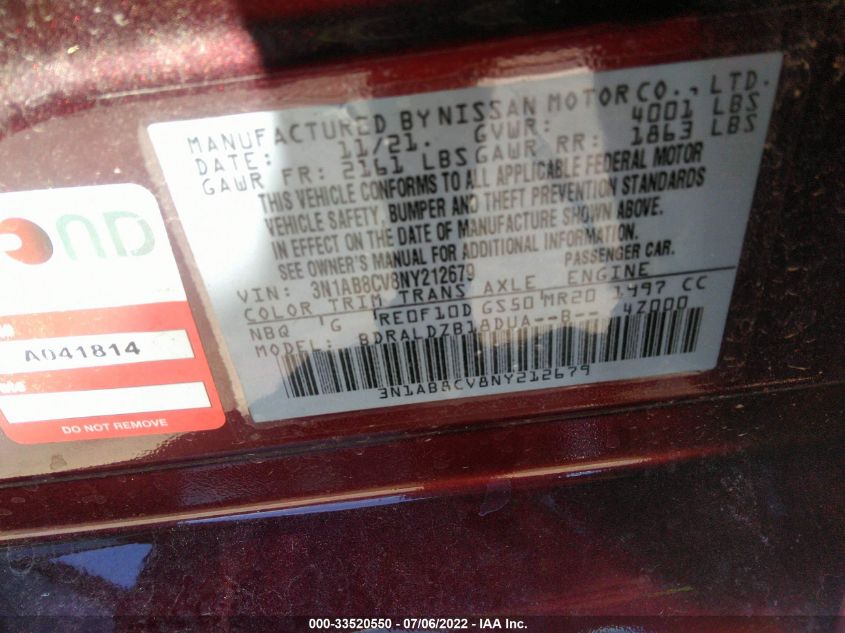 MANUFACTURED BY NISSAN MOTOR CO., LTD.
DATE: 11/21. GVWR: 4001 LBS
GAWR FR: 2161 LBS GAWR RR: 1863 LBS
THIS VEHICLE CONFORMS TO ALL APPLICABLE FEDERAL MOTOR
VEHICLE SAFETY, BUMPER AND THEFT PREVENTION STANDARDS
IN EFFECT ON THE DATE OF MANUFACTURE SHOWN ABOVE.
SEE OWNER'S MANUAL FOR ADDITIONAL INFORMATION.
VIN: 3N1AB8CV8NY212679 PASSENGER CAR.
COLOR TRIM TRANS AXLE ENGINE
NBQ G RE0F10D GS50 MR20 1997 CC
MODEL: BDRALDZB18DUA--B-- 4Z000
3N1AB8CV8NY212679
A041814
DO NOT REMOVE
000-33520550 / 07/06/2022 - IAA Inc.